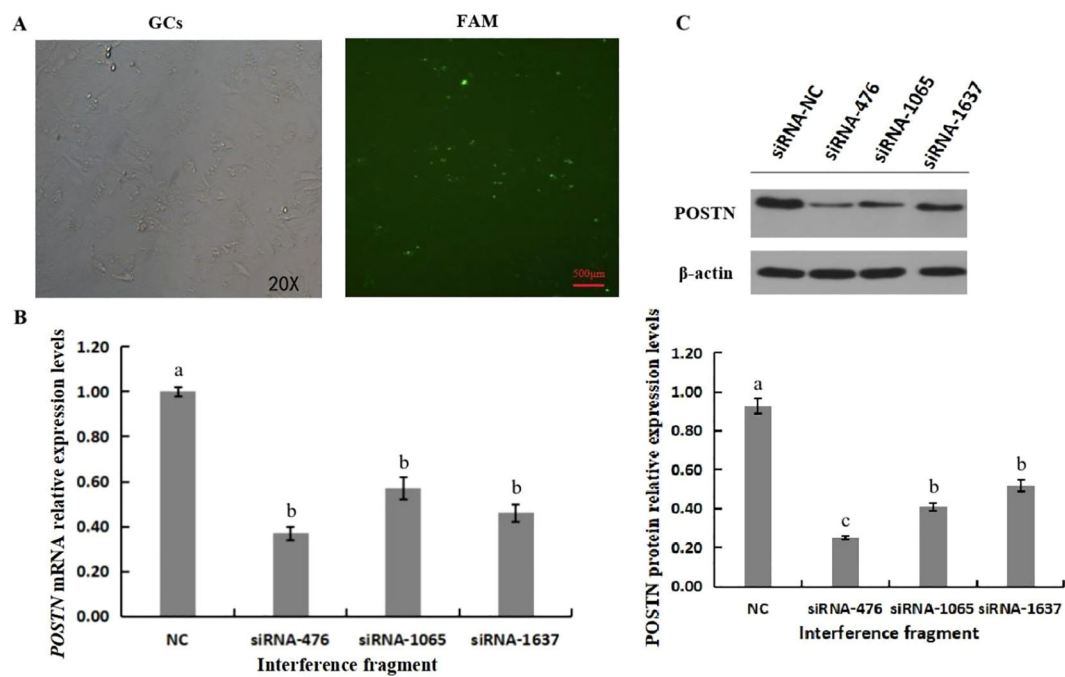 A
GCs
FAM
20X
500μm
C
siRNA-NC
siRNA-476
siRNA-1065
siRNA-1637
POSTN
β-actin
B
POSTN mRNA relative expression levels
1.20
1.00
0.80
0.60
0.40
0.20
0.00
a
b
b
b
NC
siRNA-476
siRNA-1065
siRNA-1637
Interference fragment
POSTN protein relative expression levels
1.20
1.00
0.80
0.60
0.40
0.20
0.00
a
c
b
b
NC
siRNA-476
siRNA-1065
siRNA-1637
Interference fragment